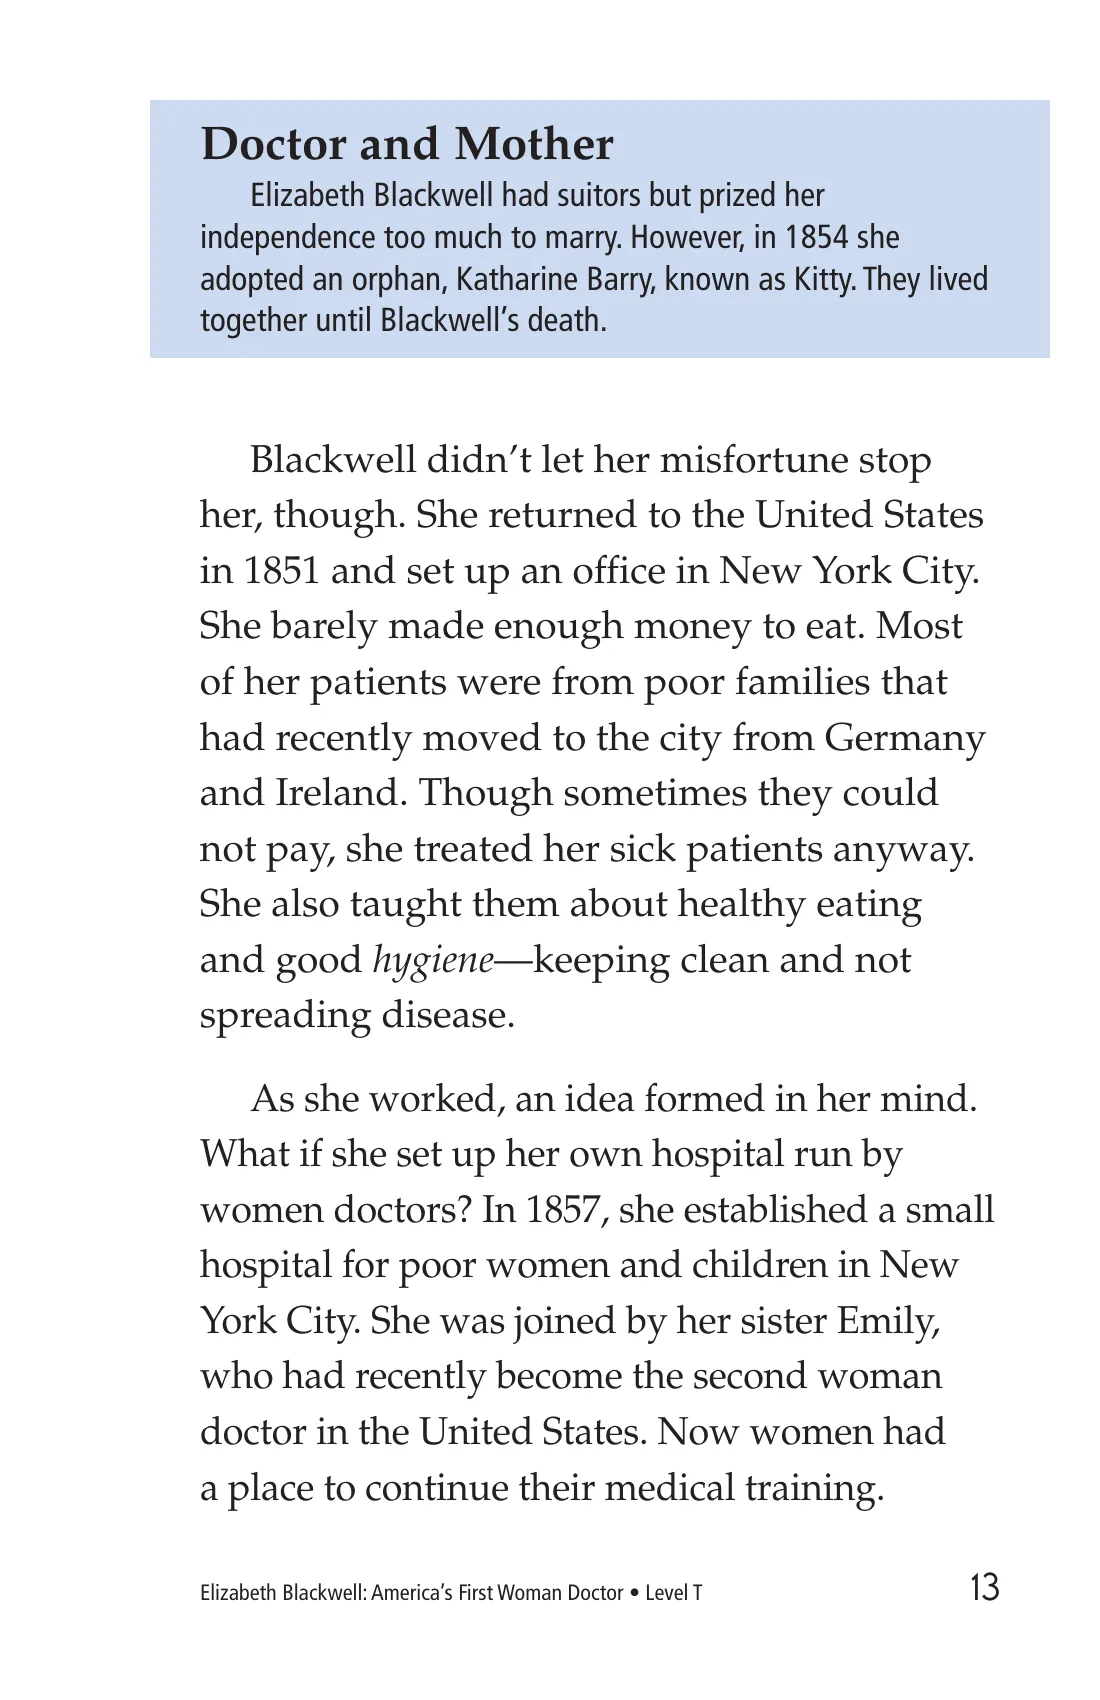 Doctor and Mother
Elizabeth Blackwell had suitors but prized her
independence too much to marry. However, in 1854 she
adopted an orphan, Katharine Barry, known as Kitty. They lived
together until Blackwell’s death.
Blackwell didn’t let her misfortune stop
her, though. She returned to the United States
in 1851 and set up an office in New York City.
She barely made enough money to eat. Most
of her patients were from poor families that
had recently moved to the city from Germany
and Ireland. Though sometimes they could
not pay, she treated her sick patients anyway.
She also taught them about healthy eating
and good hygiene—keeping clean and not
spreading disease.
As she worked, an idea formed in her mind.
What if she set up her own hospital run by
women doctors? In 1857, she established a small
hospital for poor women and children in New
York City. She was joined by her sister Emily,
who had recently become the second woman
doctor in the United States. Now women had
a place to continue their medical training.
Elizabeth Blackwell: America’s First Woman Doctor • Level T 13